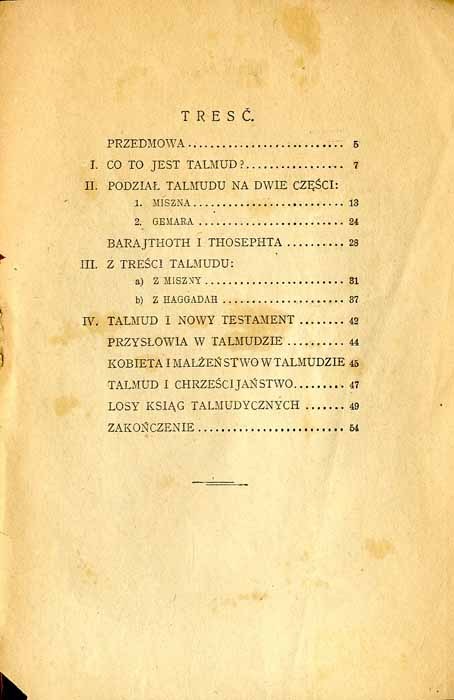 TREŚĆ.
PRZEDMOWA .......................... 5
I. CO TO JEST TALMUD? ................ 7
II. PODZIAŁ TALMUDU NA DWIE CZĘŚCI:
1. MISZNA ......................... 13
2. GEMARA ........................ 24
BARAJTHOTH I THOSEPHTA .......... 28
III. Z TREŚCI TALMUDU:
a) Z MISZNY ....................... 31
b) Z HAGGADAH .................... 37
IV. TALMUD I NOWY TESTAMENT ........ 42
PRZYSŁOWIA W TALMUDZIE .......... 44
KOBIETA I MAŁŻEŃSTWO W TALMUDZIE 45
TALMUD I CHRZEŚCIJAŃSTWO ......... 47
LOSY KSIĄG TALMUDYCZNYCH ....... 49
ZAKOŃCZENIE ......................... 54